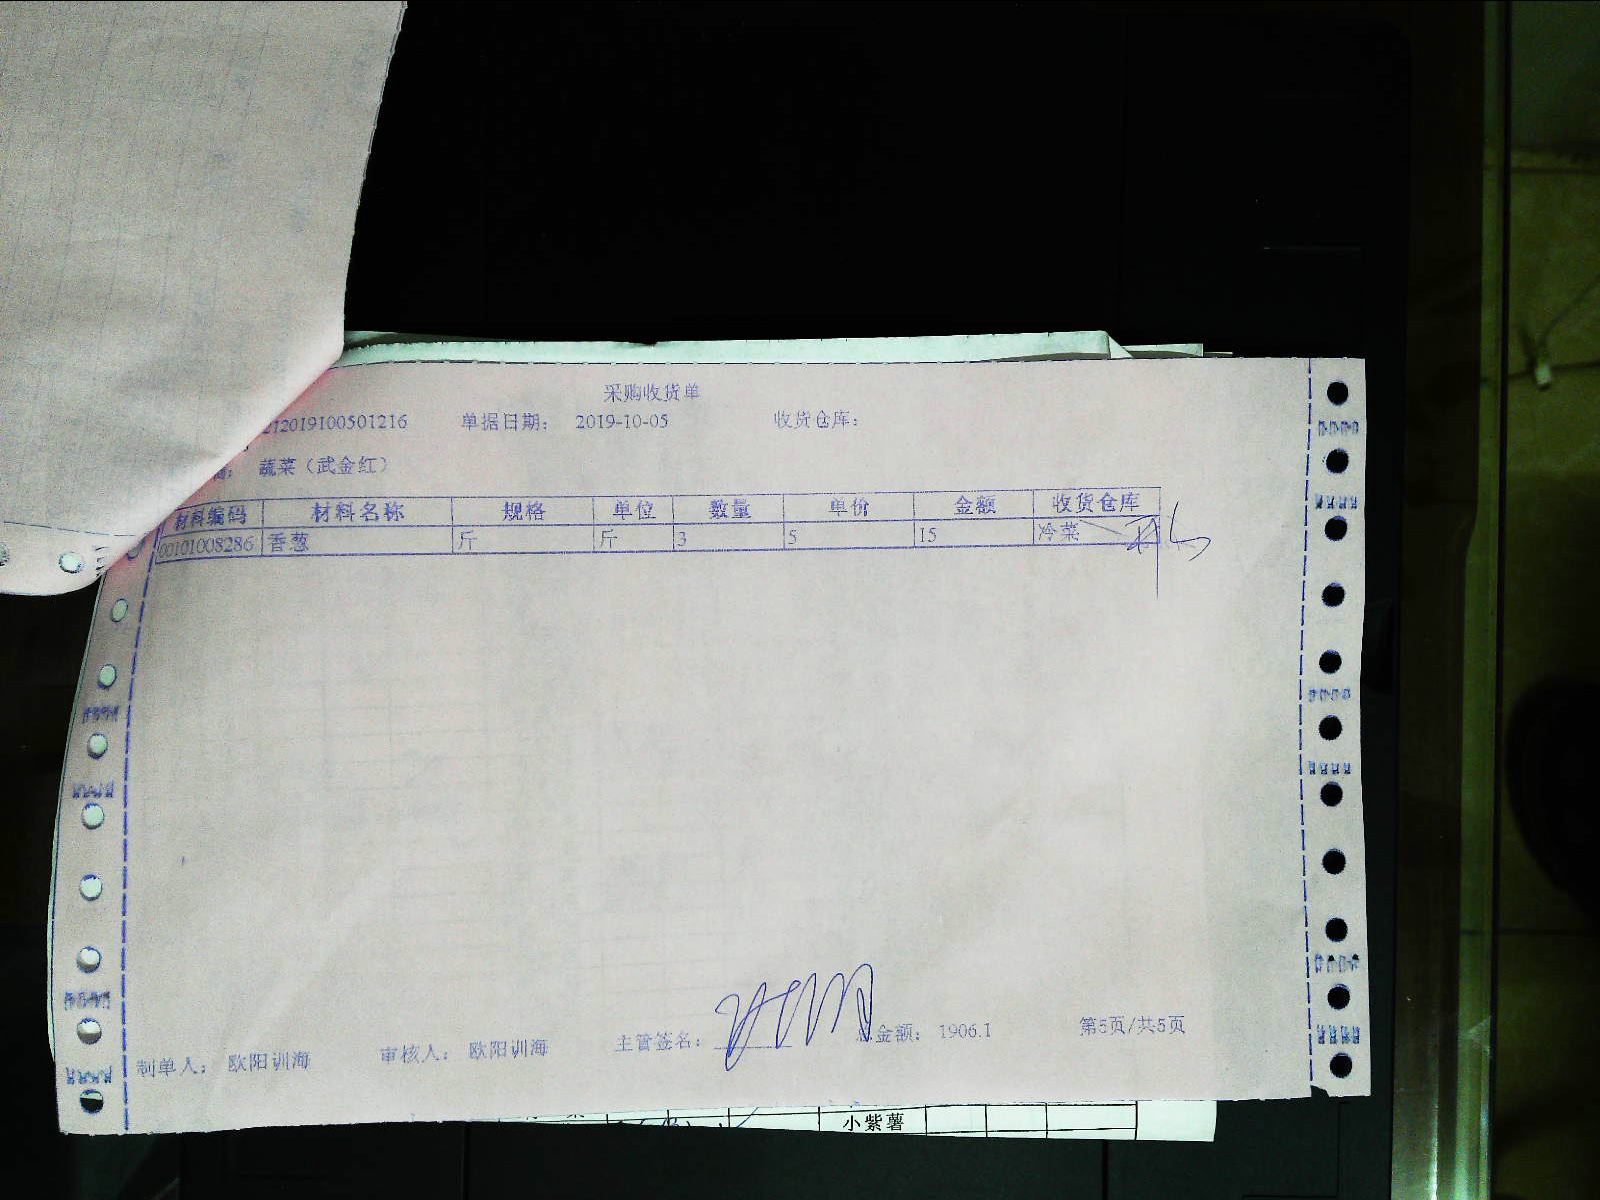 采购收货单
212019100501216 单据日期： 2019-10-05 收货仓库：
蔬菜（武金红）
材料编码 材料名称 规格 单位 数量 单价 金额 收货仓库
00101008286 香葱 斤 斤 3 5 15 冷菜
主管签名： 金额： 1906.1 第5页/共5页
制单人： 欧阳训海 审核人： 欧阳训海
小紫薯